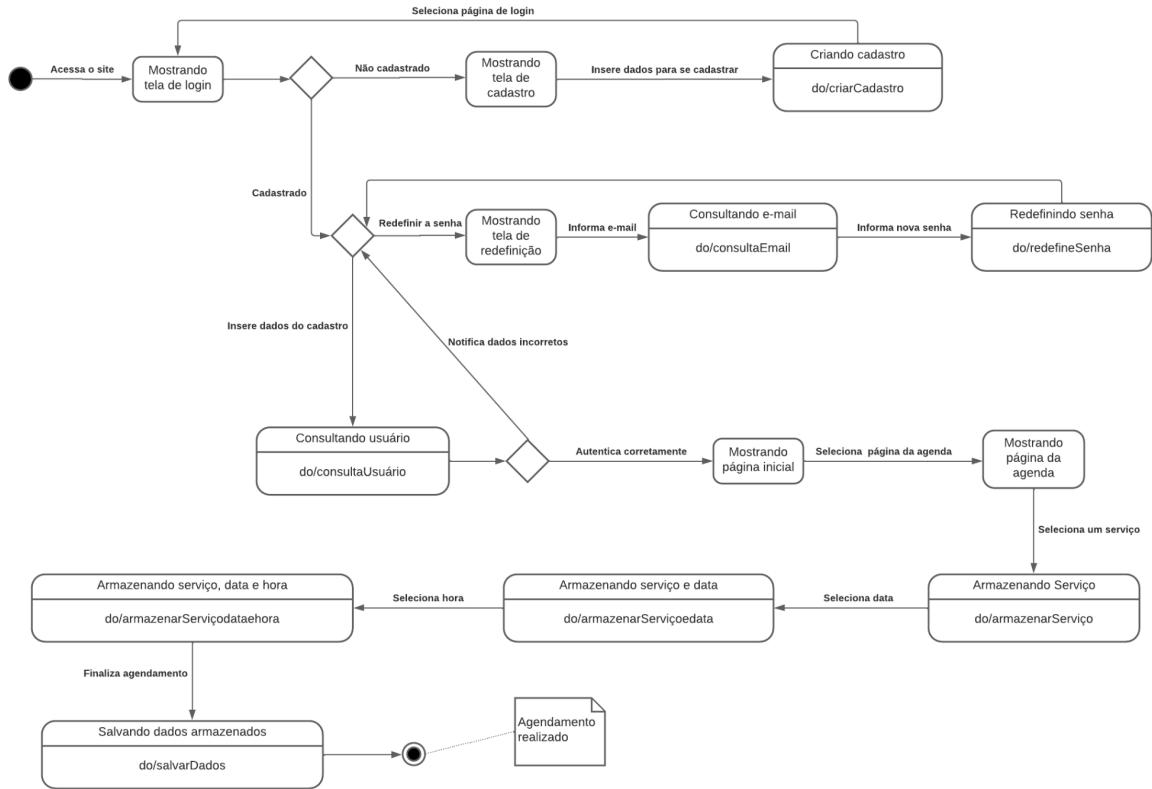 Seleciona página de login
Acessa o site
Mostrando
tela de login
Não cadastrado
Mostrando
tela de
cadastro
Insere dados para se cadastrar
Criando cadastro
do/criarCadastro
Cadastrado
Redefinir a senha
Mostrando
tela de
redefinição
Informa e-mail
Consultando e-mail
do/consultaEmail
Informa nova senha
Redefinindo senha
do/redefineSenha
Insere dados do cadastro
Notifica dados incorretos
Consultando usuário
do/consultaUsuário
Autentica corretamente
Mostrando
página inicial
Seleciona página da agenda
Mostrando
página da
agenda
Seleciona um serviço
Armazenando Serviço
do/armazenarServiço
Seleciona data
Armazenando serviço e data
do/armazenarServiçoedata
Seleciona hora
Armazenando serviço, data e hora
do/armazenarServiçodataehora
Finaliza agendamento
Salvando dados armazenados
do/salvarDados
Agendamento
realizado